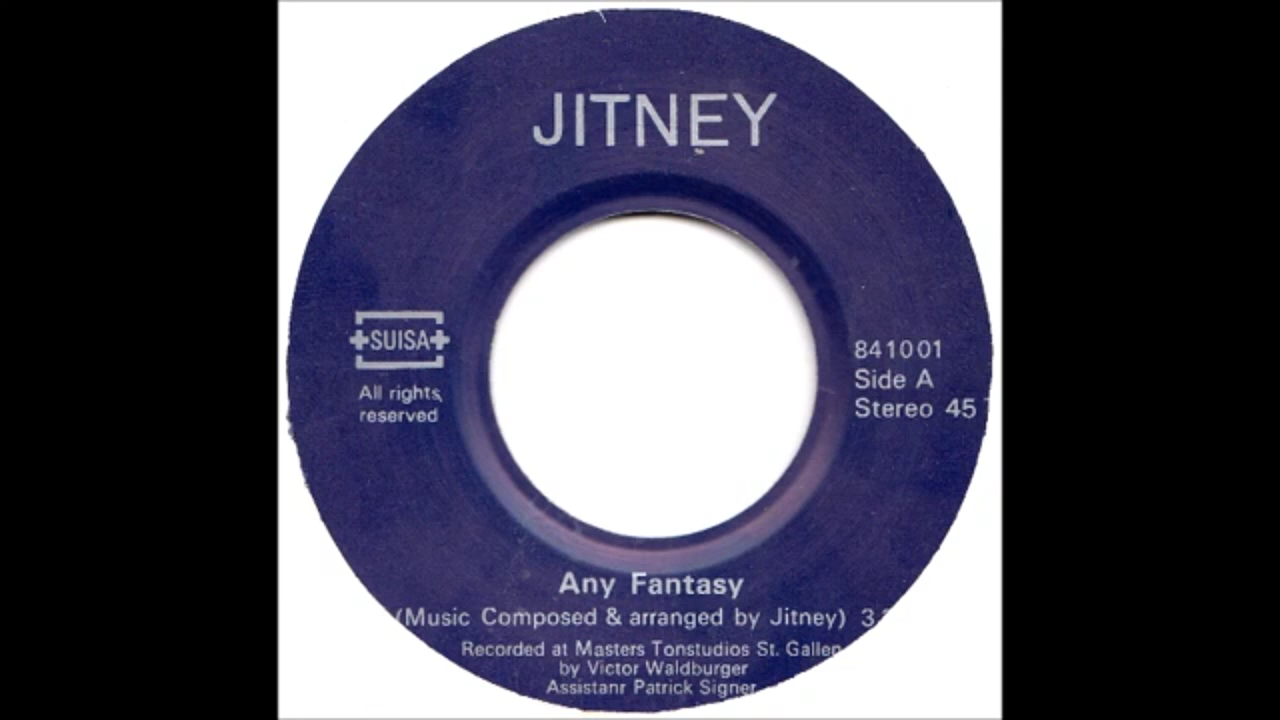 JITNEY
SUISA
All rights
reserved
841001
Side A
Stereo 45
Any Fantasy
(Music Composed & arranged by Jitney)
Recorded at Masters Tonstudios St. Gallen
by Victor Waldburger
Assistanr Patrick Signer